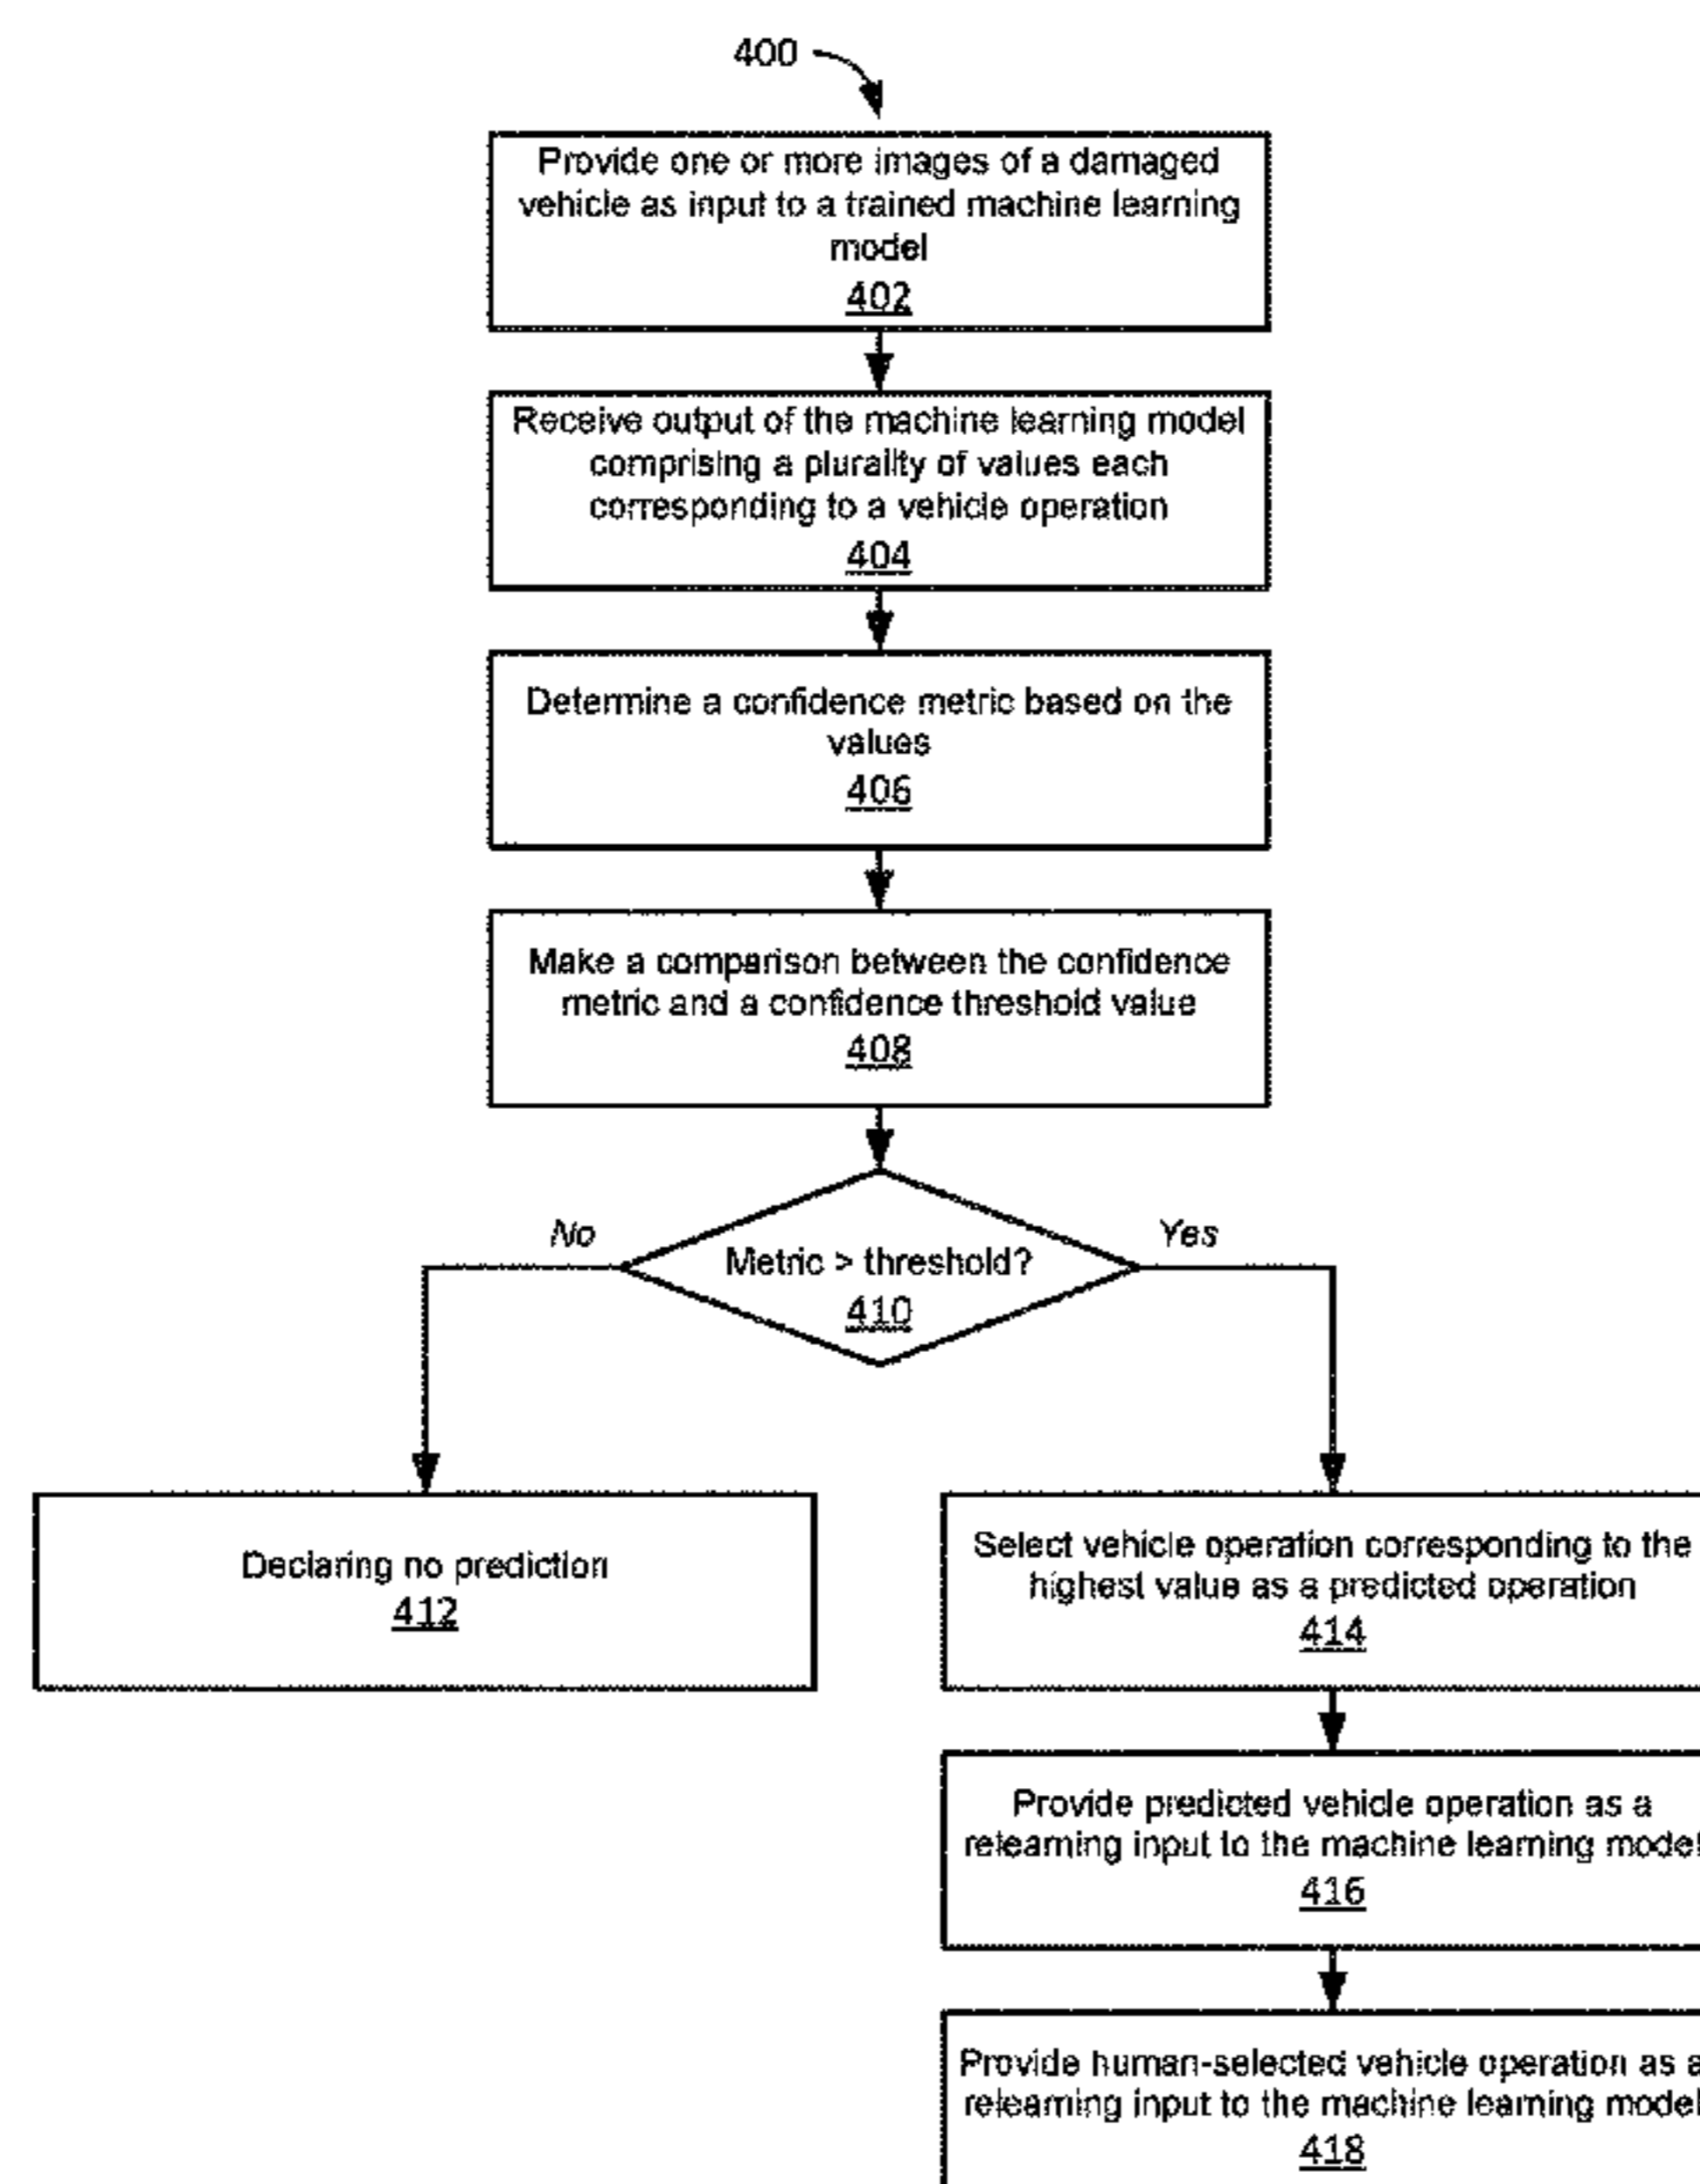 400
Provide one or more images of a damaged
vehicle as input to a trained machine learning
model
402
Receive output of the machine learning model
comprising a plurality of values each
corresponding to a vehicle operation
404
Determine a confidence metric based on the
values
406
Make a comparison between the confidence
metric and a confidence threshold value
408
No
Yes
Metric > threshold?
410
Declaring no prediction
412
Select vehicle operation corresponding to the
highest value as a predicted operation
414
Provide predicted vehicle operation as a
relearning input to the machine learning model
416
Provide human-selected vehicle operation as a
relearning input to the machine learning model
418